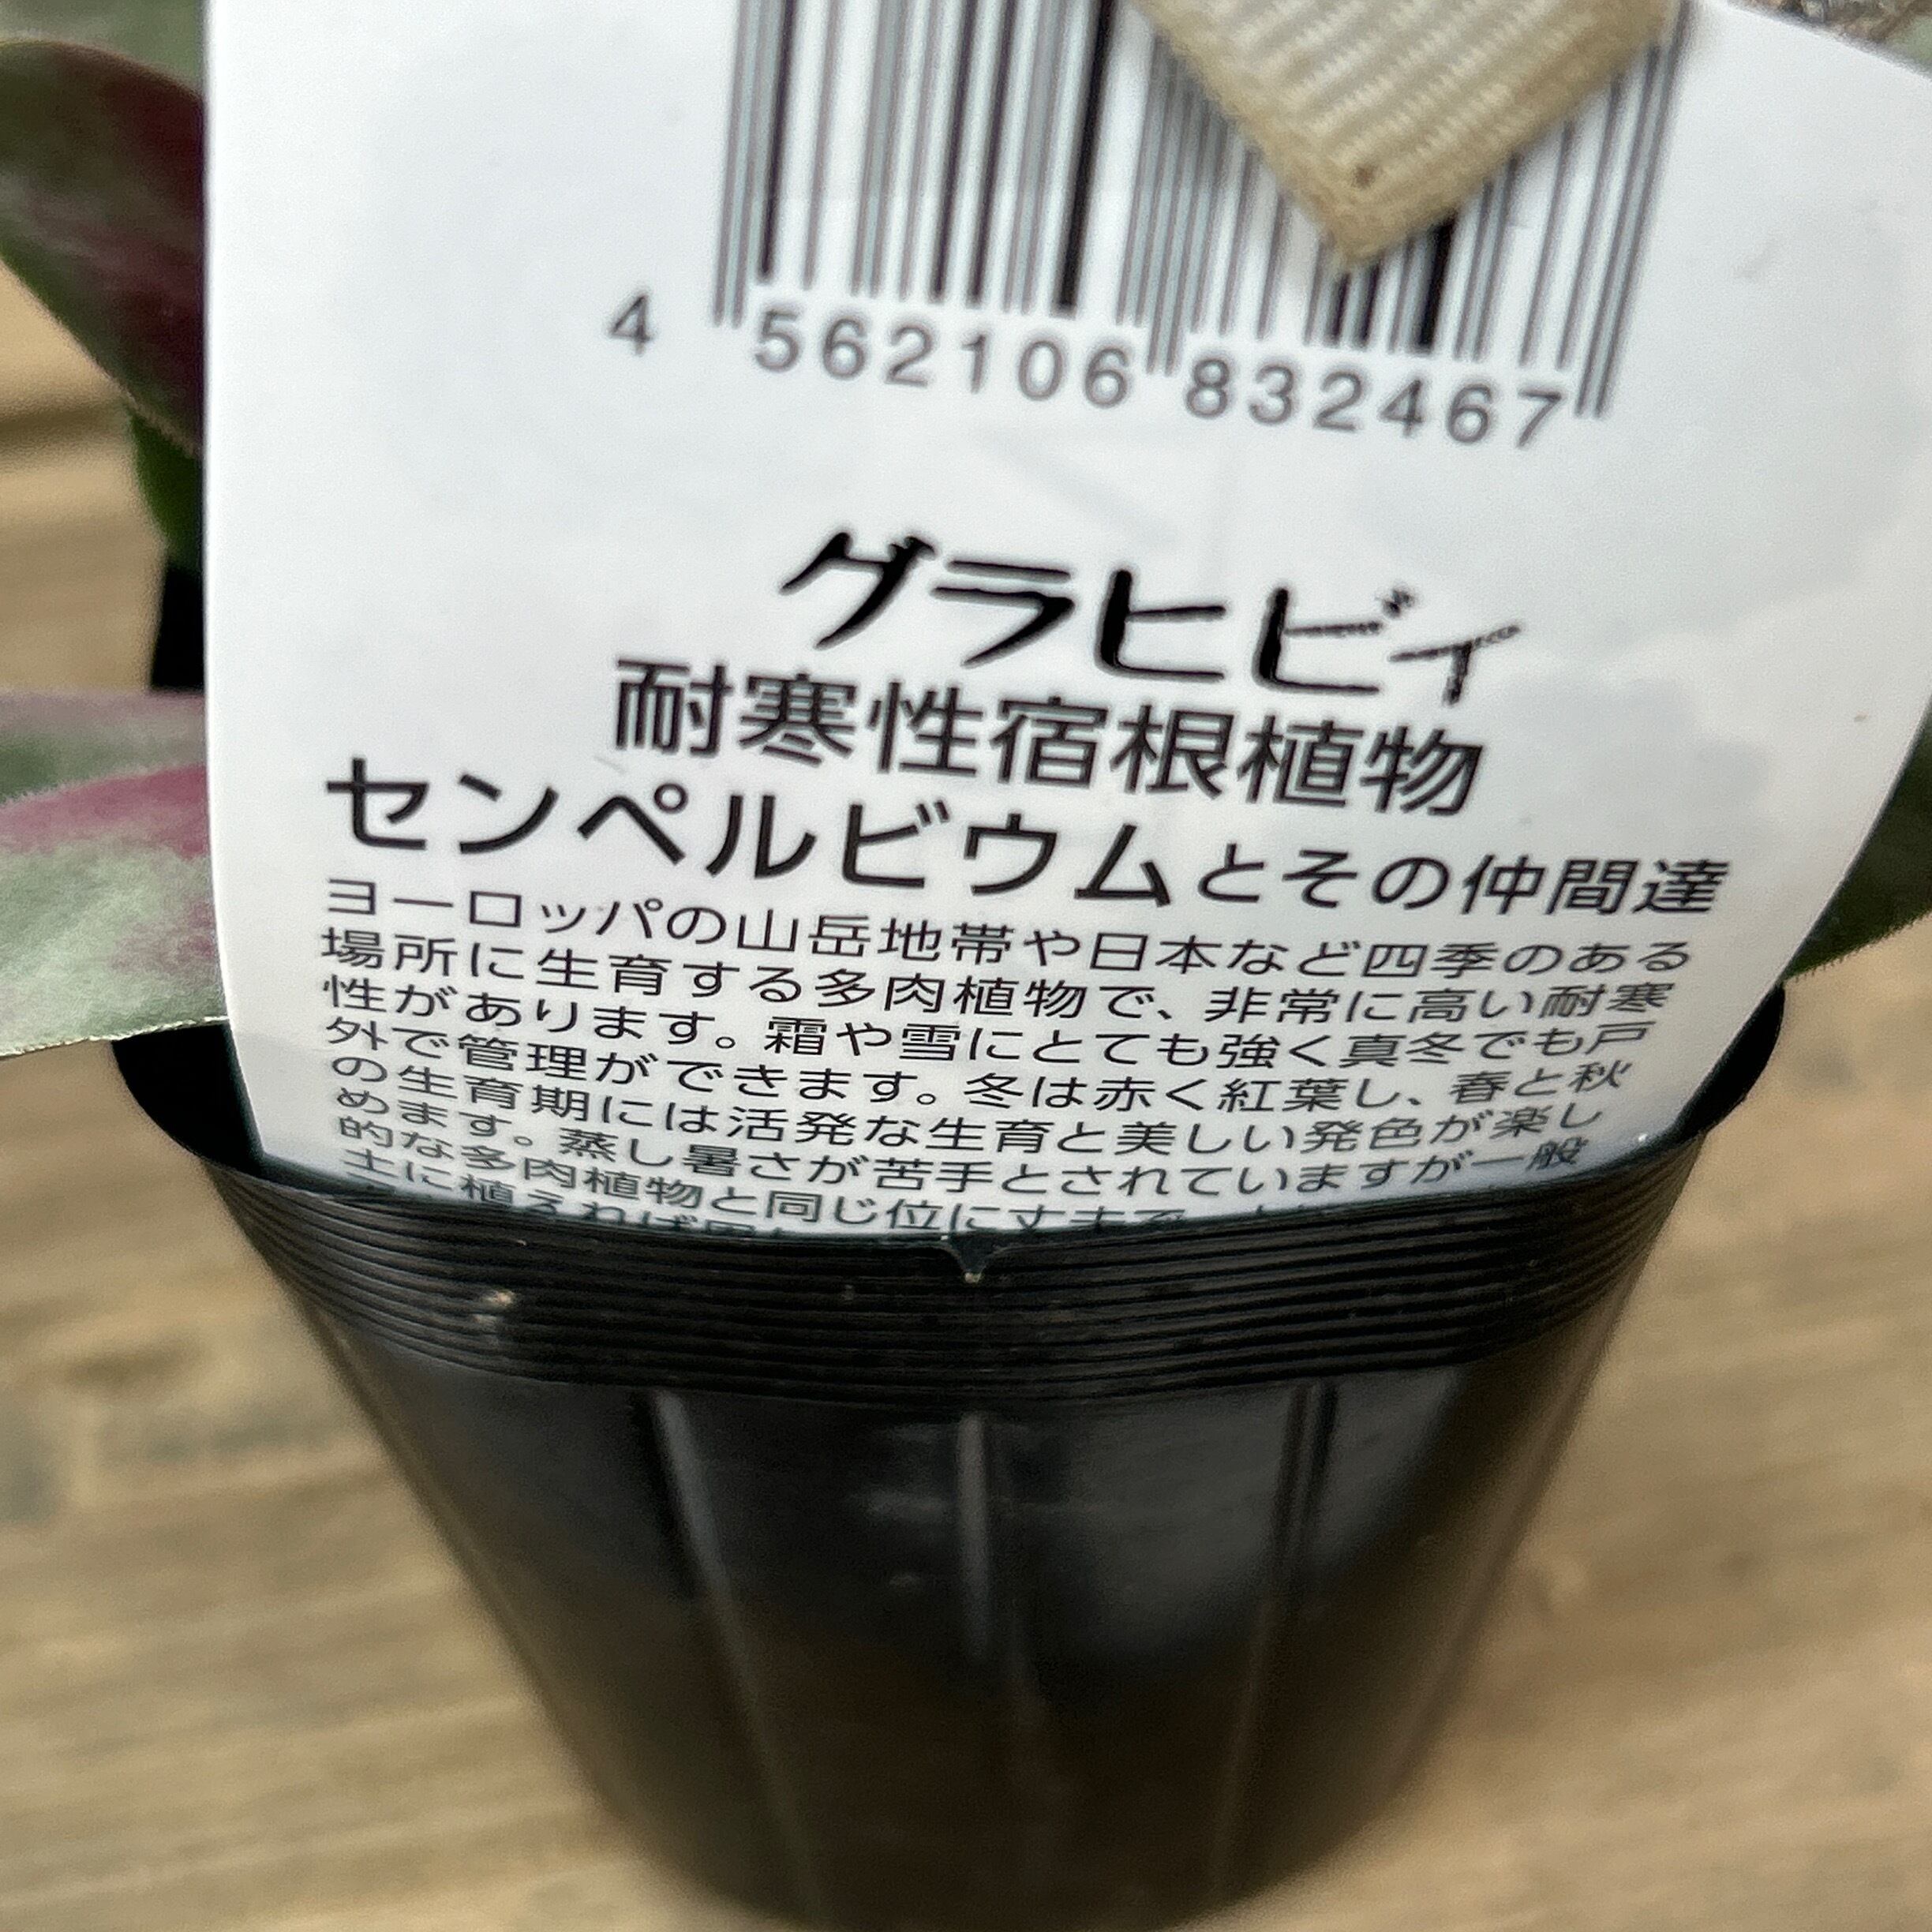 4 562106 832467
グラヒビィ
耐寒性宿根植物
センペルビウムとその仲間達
ヨーロッパの山岳地帯や日本など四季のある
場所に生育する多肉植物で、非常に高い耐寒
性があります。霜や雪にとても強く真冬でも戸
外で管理ができます。冬は赤く紅葉し、春と秋
の生育期には活発な生育と美しい発色が楽し
めます。蒸し暑さが苦手とされていますが一般
的な多肉植物と同じ位に丈夫で、
土に植えれば